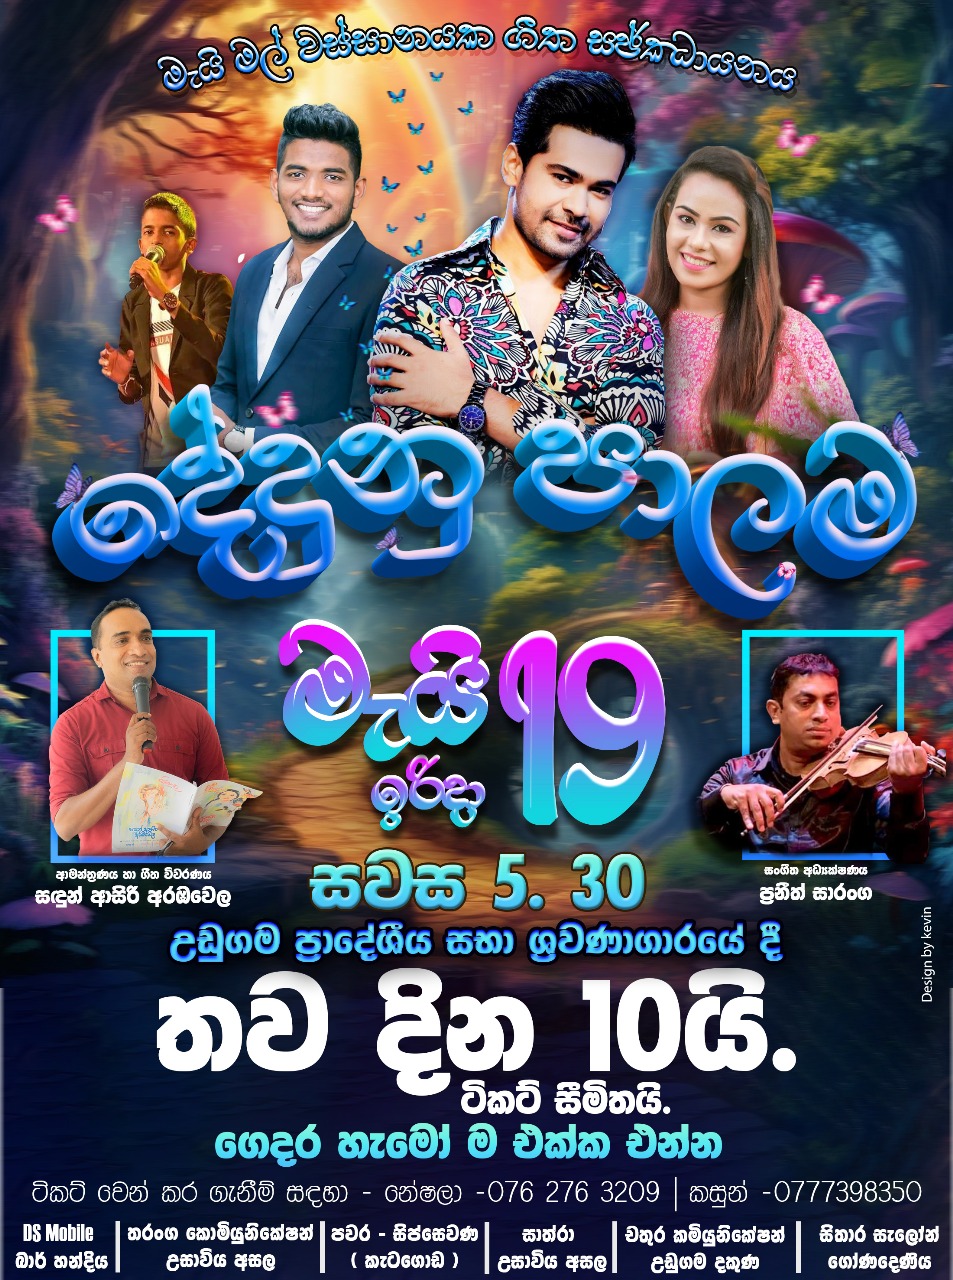 මැයි මල් වස්සානයක ගීත සජ්ඣායනය
දේදුනු පාලම
මැයි 19
ඉරිදා
ආමන්ත්‍රණය හා ගීත විවරණය
සඳුන් ආසිරි අරඹවෙල
සංගීත අධ්‍යක්ෂණය
ප්‍රනීත් සාරංග
සවස 5. 30
උඩුගම ප්‍රාදේශීය සභා ශ්‍රවණාගාරයේ දී
Design by kevin
තව දින 10යි.
ටිකට් සීමිතයි.
ගෙදර හැමෝ ම එක්ක එන්න
ටිකට් වෙන් කර ගැනීම් සඳහා - නේෂලා -076 276 3209 | කසුන් -0777398350
DS Mobile
බාර් හන්දිය
තරංග කොමියුනිකේෂන්
උසාවිය අසල
පවර - සිප්සෙවණ
( කැටගොඩ )
සාත්රා
උසාවිය අසල
චතුර කමියුනිකේෂන්
උඩුගම දකුණ
සිතාර සැලෝන්
ගෝණදෙණිය